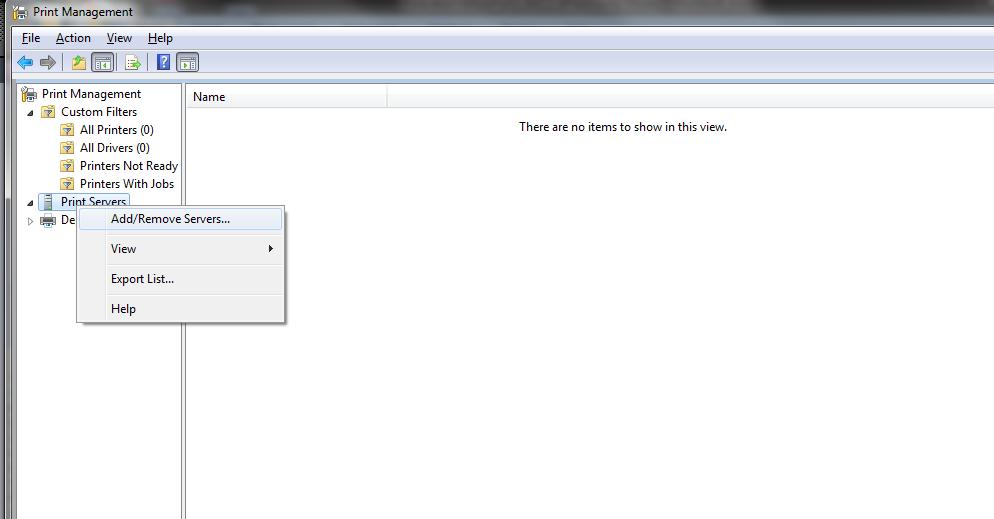 Print Management
File Action View Help
Print Management
Custom Filters
All Printers (0)
All Drivers (0)
Printers Not Ready
Printers With Jobs
Print Servers
De
Add/Remove Servers...
View
Export List...
Help
Name
There are no items to show in this view.